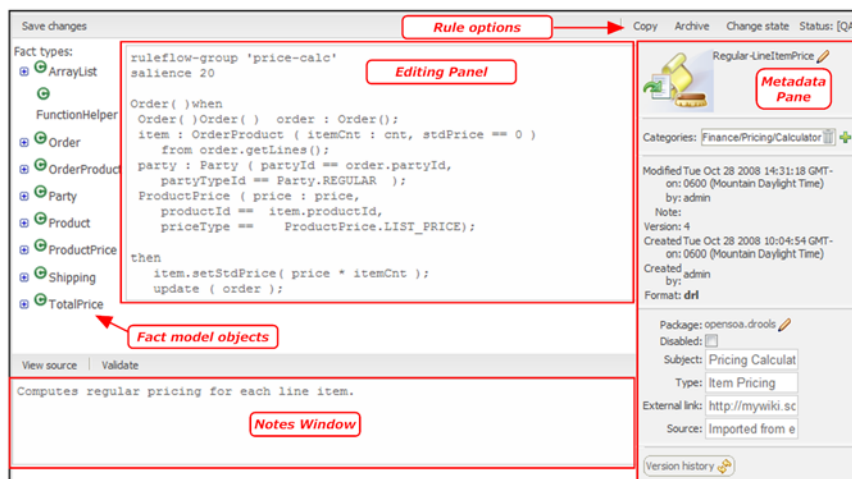 Save changes
Rule options
Copy Archive Change state Status: [QA
Fact types:
ArrayList
FunctionHelper
Order
OrderProduct
Party
Product
ProductPrice
Shipping
TotalPrice
Fact model objects
ruleflow-group 'price-calc'
salience 20
Editing Panel
Order( )when
Order( )Order( ) order : Order();
item : OrderProduct ( itemCnt : cnt, stdPrice == 0 )
from order.getLines();
party : Party ( partyId == order.partyId,
partyTypeId == Party.REGULAR );
ProductPrice ( price : price,
productId == item.productId,
priceType == ProductPrice.LIST_PRICE);
then
item.setStdPrice( price * itemCnt );
update ( order );
View source Validate
Computes regular pricing for each line item.
Notes Window
Regular-LineItemPrice
Metadata
Pane
Categories: Finance/Pricing/Calculator
Modified Tue Oct 28 2008 14:31:18 GMT-
on: 0600 (Mountain Daylight Time)
by: admin
Note:
Version: 4
Created Tue Oct 28 2008 10:04:54 GMT-
on: 0600 (Mountain Daylight Time)
Created
by: admin
Format: drl
Package: opensoa.drools
Disabled:
Subject: Pricing Calculat
Type: Item Pricing
External link: http://mywiki.sc
Source: Imported from e
Version history